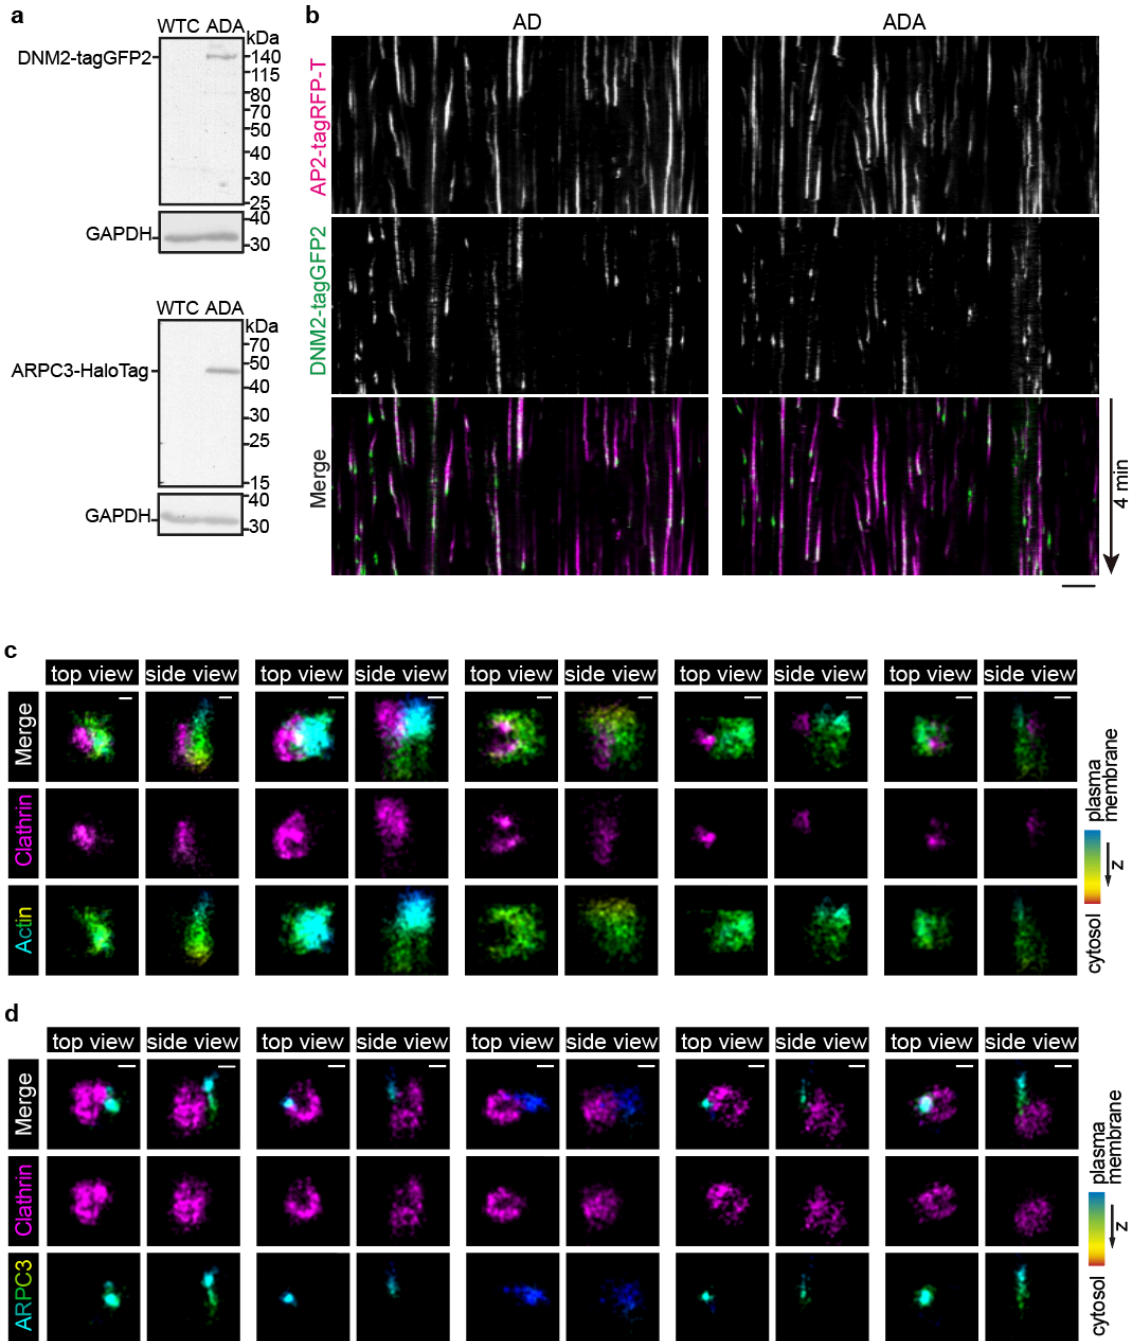 a
WTC ADA
kDa
DNM2-tagGFP2
140
115
80
70
50
40
30
25
40
GAPDH
30
WTC ADA
kDa
70
50
ARPC3-HaloTag
40
30
25
15
40
GAPDH
30
b
AD
ADA
AP2-tagRFP-T
DNM2-tagGFP2
Merge
4 min
c
top view side view top view side view top view side view top view side view top view side view
Merge
Clathrin
Actin
plasma membrane
z
cytosol
d
top view side view top view side view top view side view top view side view top view side view
Merge
Clathrin
ARPC3
plasma membrane
z
cytosol